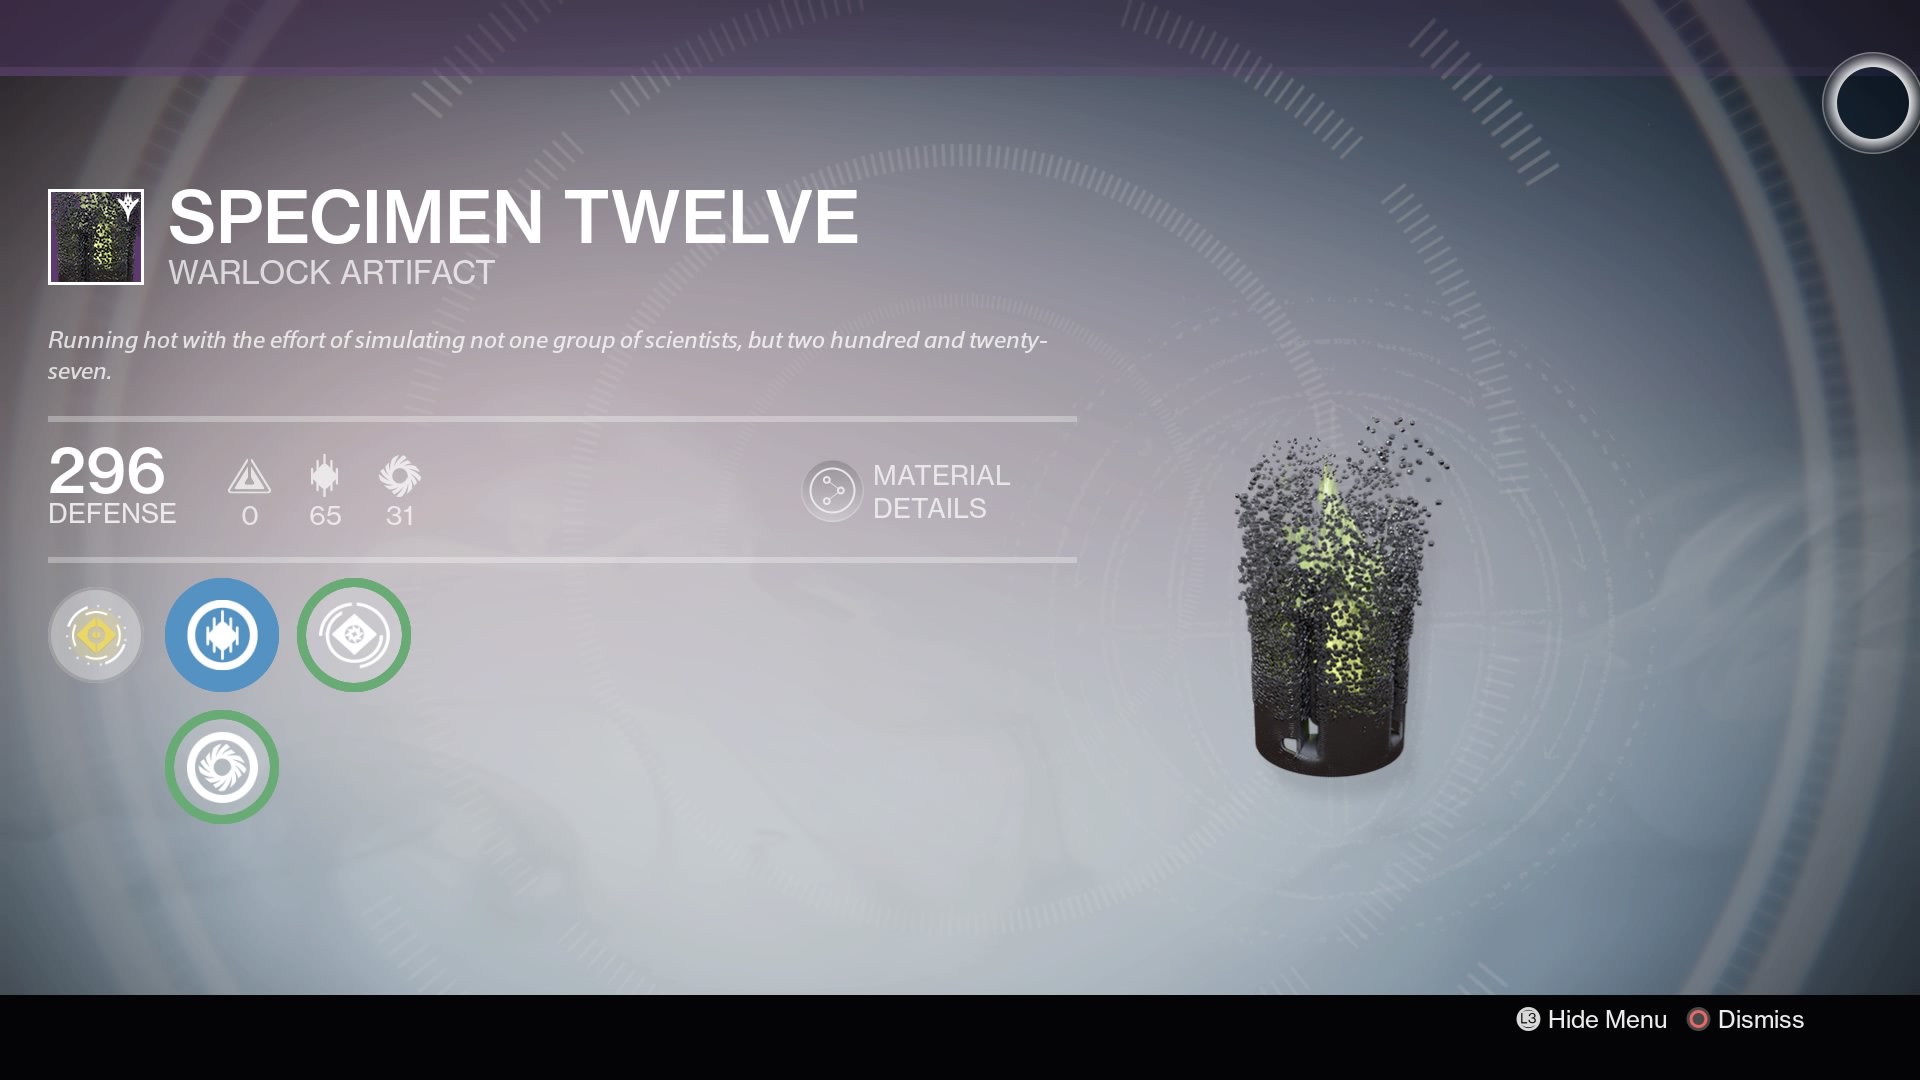 SPECIMEN TWELVE
WARLOCK ARTIFACT
Running hot with the effort of simulating not one group of scientists, but two hundred and twenty-
seven.
296
DEFENSE
0 65 31
MATERIAL
DETAILS
L3 Hide Menu Dismiss